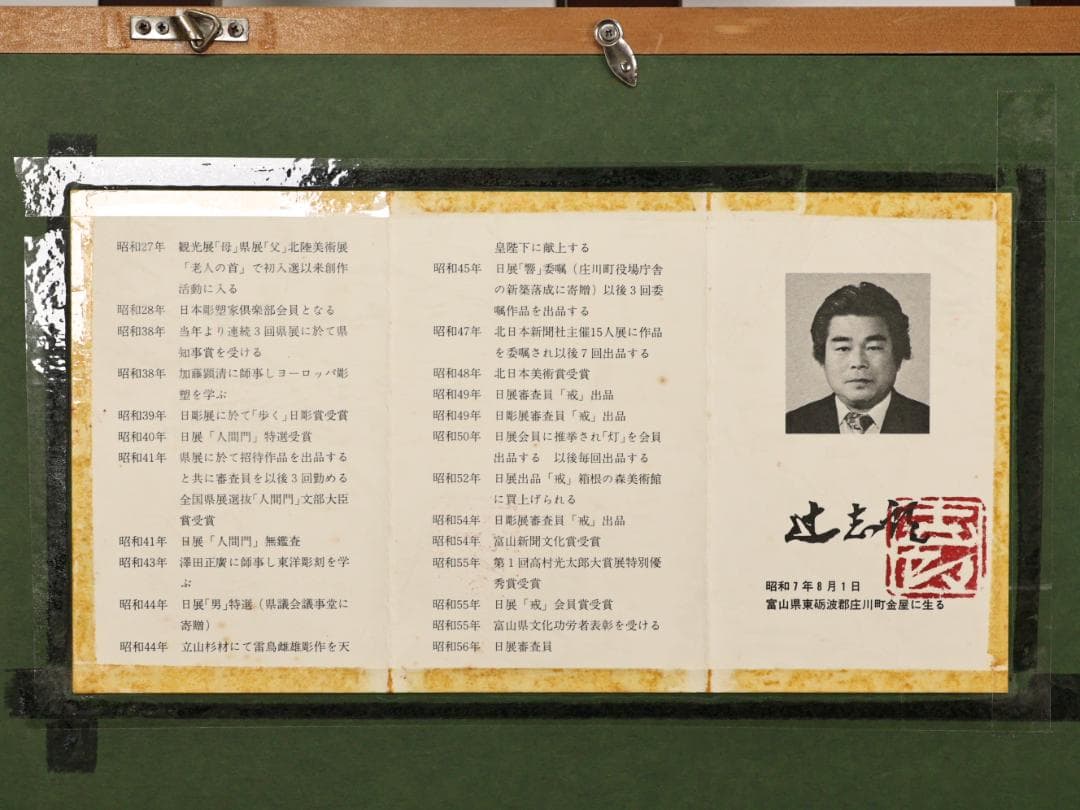 昭和27年 観光展「母」県展「父」北陸美術展
「老人の首」で初入選以来創作
活動に入る
昭和28年 日本彫塑家倶楽部会員となる
昭和38年 当年より連続3回県展に於て県
知事賞を受ける
昭和38年 加藤顕清に師事しヨーロッパ彫
塑を学ぶ
昭和39年 日彫展に於て「歩く」日彫賞受賞
昭和40年 日展「人間門」特選受賞
昭和41年 県展に於て招待作品を出品する
と共に審査員を以後3回勤める
全国県展選抜「人間門」文部大臣
賞受賞
昭和41年 日展「人間門」無鑑査
昭和43年 澤田正廣に師事し東洋彫刻を学
ぶ
昭和44年 日展「男」特選（県議会議事堂に
寄贈）
昭和44年 立山杉材にて雷鳥雌雄彫作を天
皇陛下に献上する
昭和45年 日展「響」委嘱（庄川町役場庁舎
の新築落成に寄贈）以後3回委
嘱作品を出品する
昭和47年 北日本新聞社主催15人展に作品
を委嘱され以後7回出品する
昭和48年 北日本美術賞受賞
昭和49年 日展審査員「戒」出品
昭和49年 日彫展審査員「戒」出品
昭和50年 日展会員に推挙され「灯」を会員
出品する 以後毎回出品する
昭和52年 日展出品「戒」箱根の森美術館
に買上げられる
昭和54年 日彫展審査員「戒」出品
昭和54年 富山新聞文化賞受賞
昭和55年 第1回高村光太郎大賞展特別優
秀賞受賞
昭和55年 日展「戒」会員賞受賞
昭和55年 富山県文化功労者表彰を受ける
昭和56年 日展審査員
辻志
昭和7年8月1日
富山県東砺波郡庄川町金屋に生る